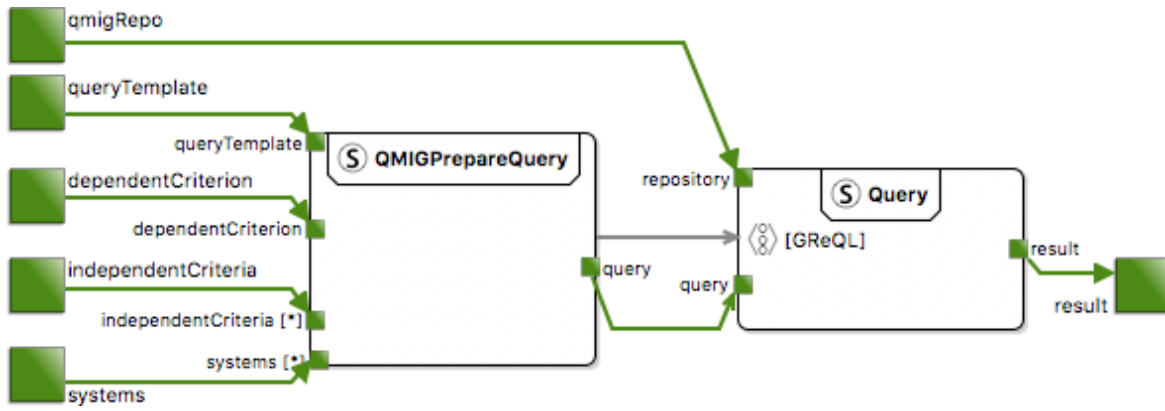 qmigRepo
queryTemplate
queryTemplate
S QMIGPrepareQuery
dependentCriterion
repository
S Query
dependentCriterion
[GReQL]
result
independentCriteria
query
query
result
independentCriteria [*]
systems [*]
systems